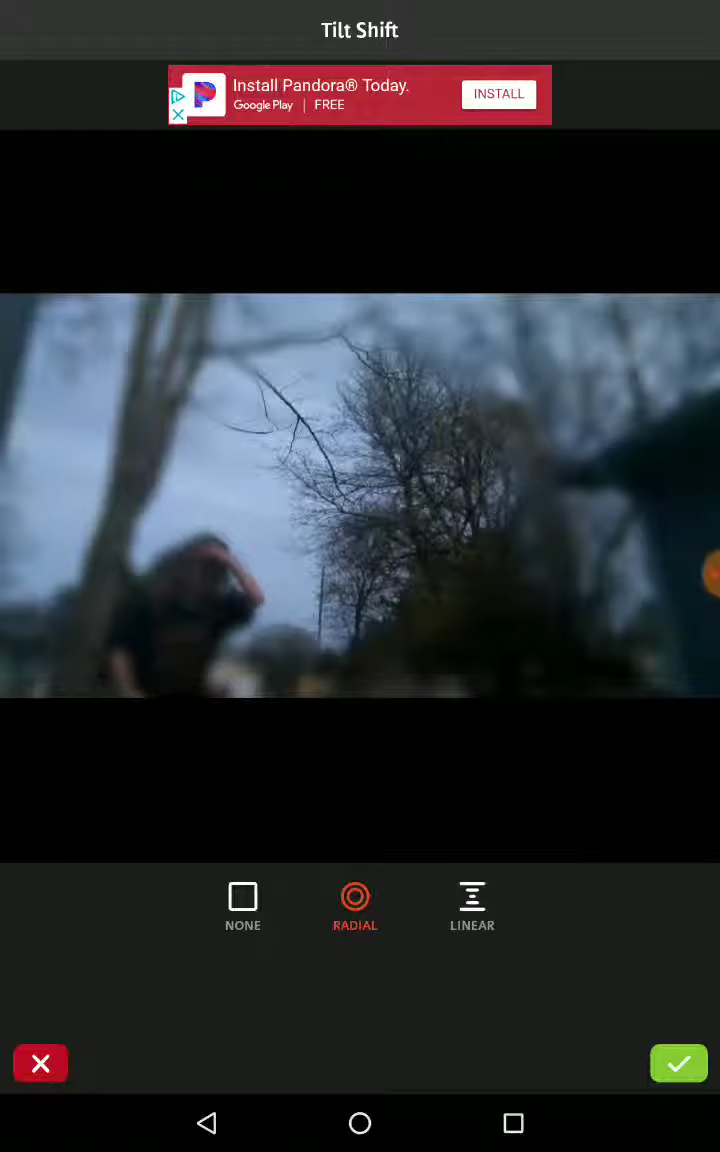 Tilt Shift
Install Pandora® Today.
Google Play | FREE
INSTALL
NONE
RADIAL
LINEAR